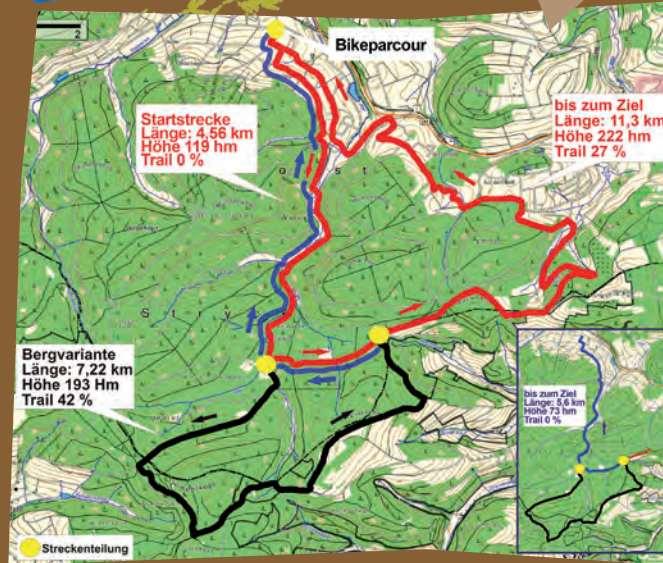 2
Bikeparcour
Startstrecke
Länge: 4,56 km
Höhe 119 hm
Trail 0 %
bis zum Ziel
Länge: 11,3 km
Höhe 222 hm
Trail 27 %
o s t
S t r y
Bergvariante
Länge: 7,22 km
Höhe 193 Hm
Trail 42 %
bis zum Ziel
Länge: 5,6 km
Höhe 73 hm
Trail 0 %
Streckenteilung